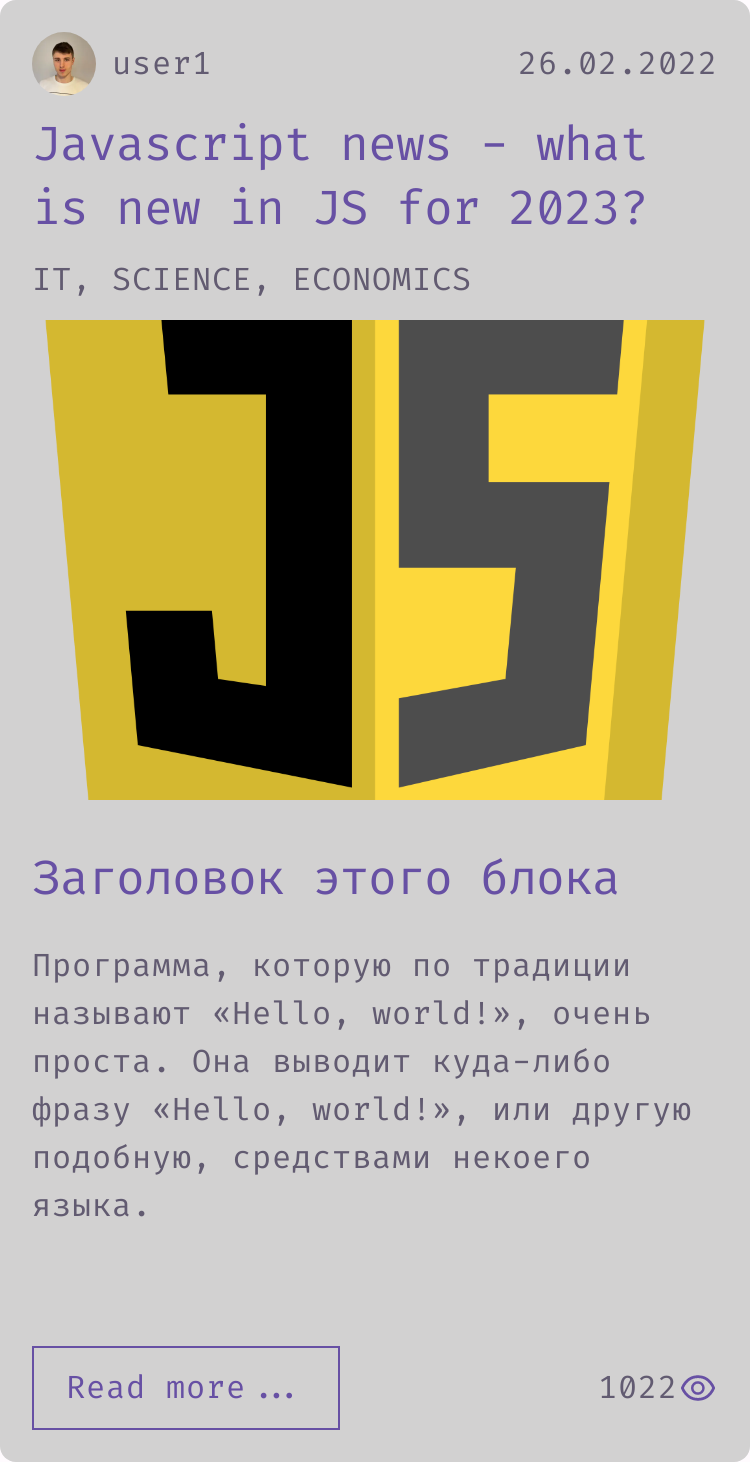 user1 26.02.2022
Javascript news - what
is new in JS for 2023?
IT, SCIENCE, ECONOMICS
JS
Заголовок этого блока
Программа, которую по традиции
называют «Hello, world!», очень
проста. Она выводит куда-либо
фразу «Hello, world!», или другую
подобную, средствами некоего
языка.
Read more... 1022